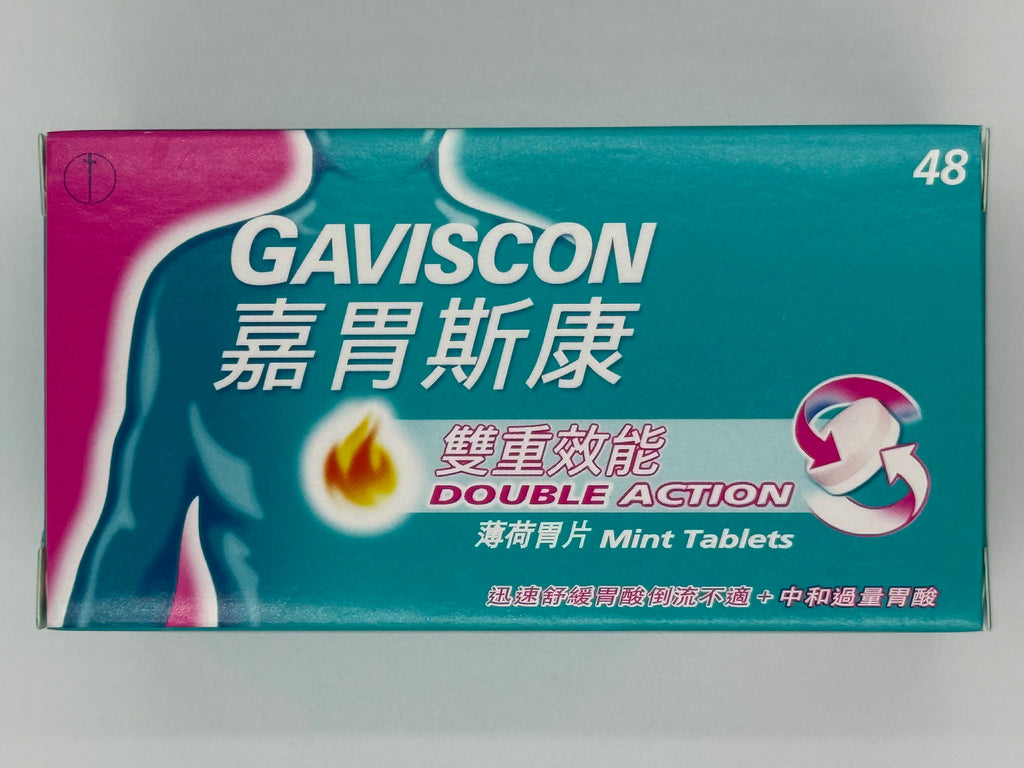 48
GAVISCON
嘉胃斯康
雙重效能
DOUBLE ACTION
薄荷胃片 Mint Tablets
迅速舒緩胃酸倒流不適 + 中和過量胃酸